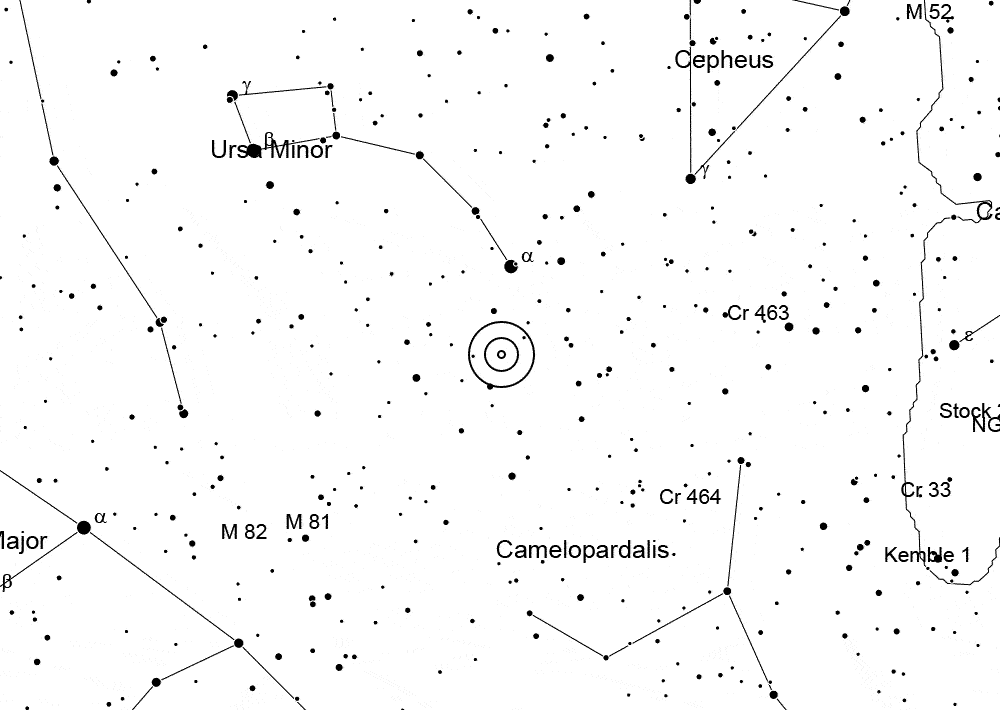 M 52
Cepheus
γ
β
Ursa Minor
γ
Ca
α
Cr 463
ε
Stock 2
NG
Cr 33
Cr 464
α
M 82
M 81
Major
Camelopardalis
Kemble 1
β